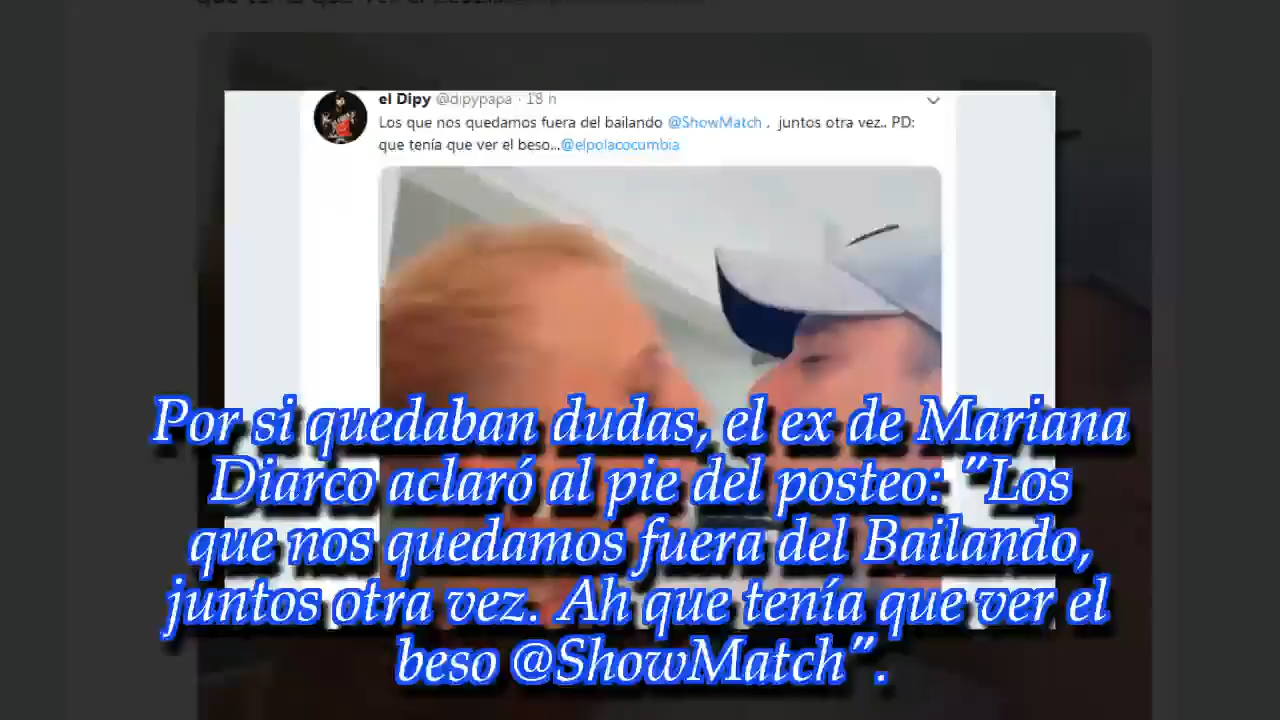 el Dipy @dipypapa · 18 h
Los que nos quedamos fuera del bailando @ShowMatch , juntos otra vez.. PD:
que tenía que ver el beso...@elpolacocumbia
Por si quedaban dudas, el ex de Mariana
Diarco aclaró al pie del posteo: "Los
que nos quedamos fuera del Bailando,
juntos otra vez. Ah que tenía que ver el
beso @ShowMatch".